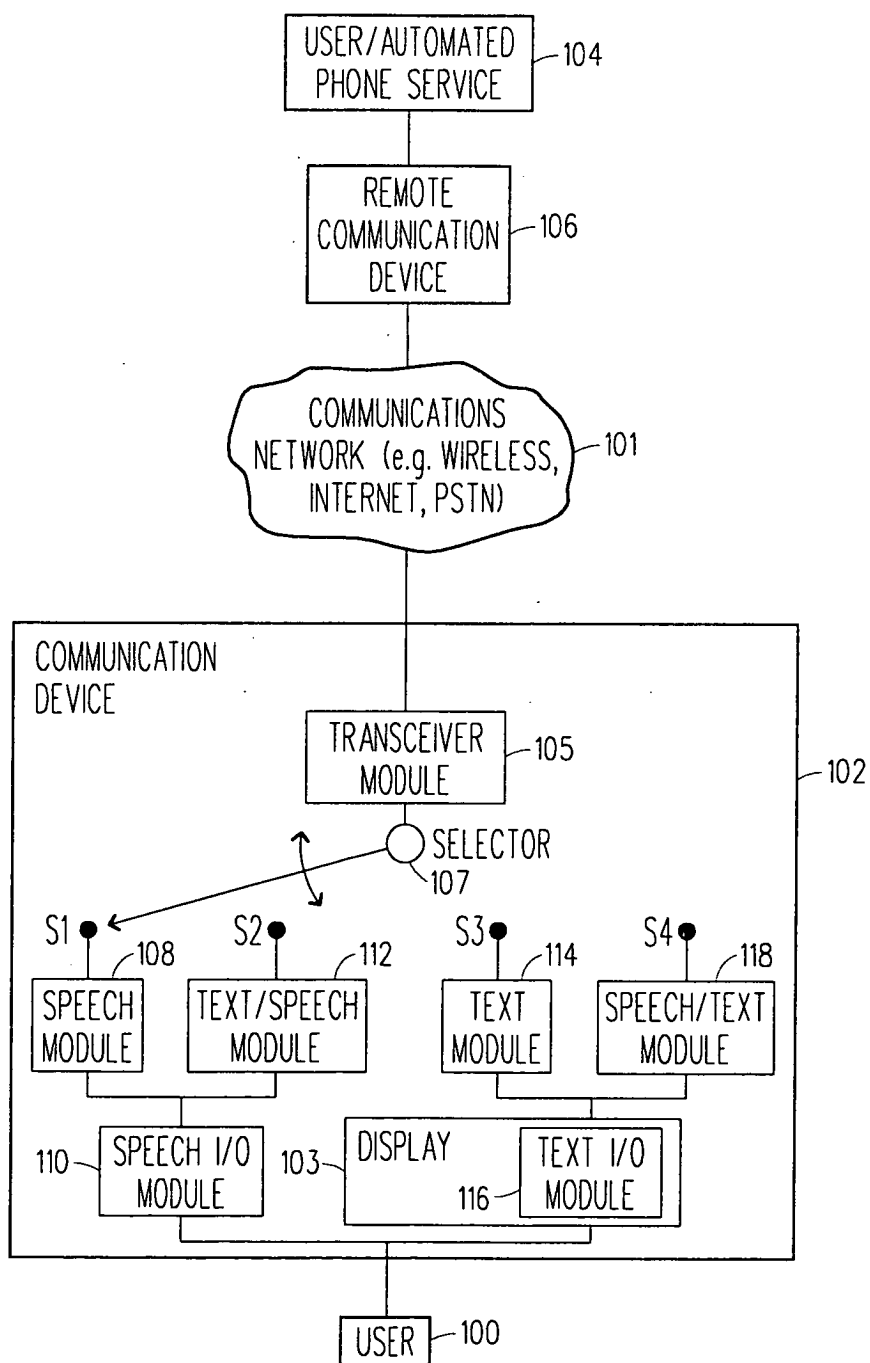 USER/AUTOMATED
PHONE SERVICE
104
REMOTE
COMMUNICATION
DEVICE
106
COMMUNICATIONS
NETWORK (e.g. WIRELESS,
INTERNET, PSTN)
101
COMMUNICATION
DEVICE
102
TRANSCEIVER
MODULE
105
SELECTOR
107
S1
S2
S3
S4
108
112
114
118
SPEECH
MODULE
TEXT/SPEECH
MODULE
TEXT
MODULE
SPEECH/TEXT
MODULE
110
SPEECH I/O
MODULE
103
DISPLAY
116
TEXT I/O
MODULE
USER
100